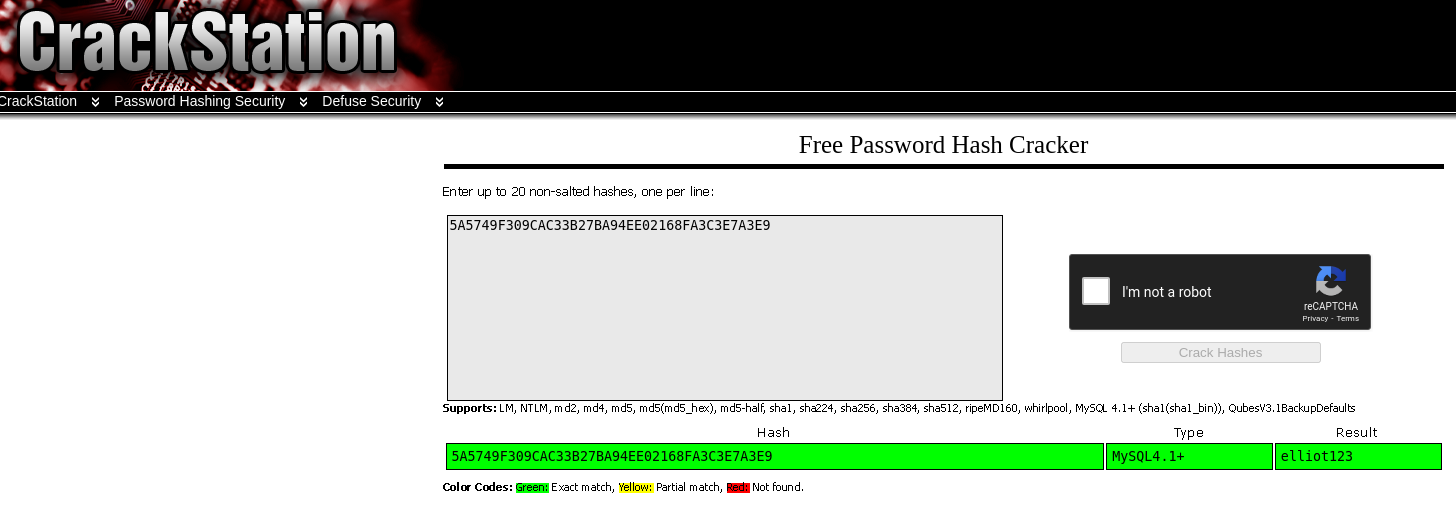 CrackStation
CrackStation Password Hashing Security Defuse Security
Free Password Hash Cracker
Enter up to 20 non-salted hashes, one per line:
5A5749F309CAC33B27BA94EE02168FA3C3E7A3E9
I'm not a robot
reCAPTCHA
Privacy - Terms
Crack Hashes
Supports: LM, NTLM, md2, md4, md5, md5(md5_hex), md5-half, sha1, sha224, sha256, sha384, sha512, ripeMD160, whirlpool, MySQL 4.1+ (sha1(sha1_bin)), QubesV3.1BackupDefaults
Hash Type Result
5A5749F309CAC33B27BA94EE02168FA3C3E7A3E9 MySQL4.1+ elliot123
Color Codes: Green: Exact match, Yellow: Partial match, Red: Not found.